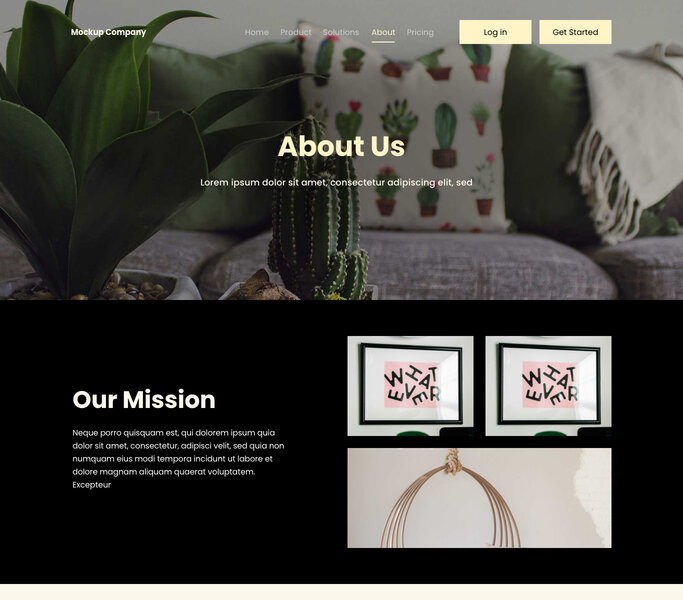 Mockup Company
Home Product Solutions About Pricing Log in Get Started
About Us
Lorem ipsum dolor sit amet, consectetur adipiscing elit, sed
Our Mission
Neque porro quisquam est, qui dolorem ipsum quia
dolor sit amet, consectetur, adipisci velit, sed quia non
numquam eius modi tempora incidunt ut labore et
dolore magnam aliquam quaerat voluptatem.
Excepteur
WHAT
EVER
WHAT
EVER